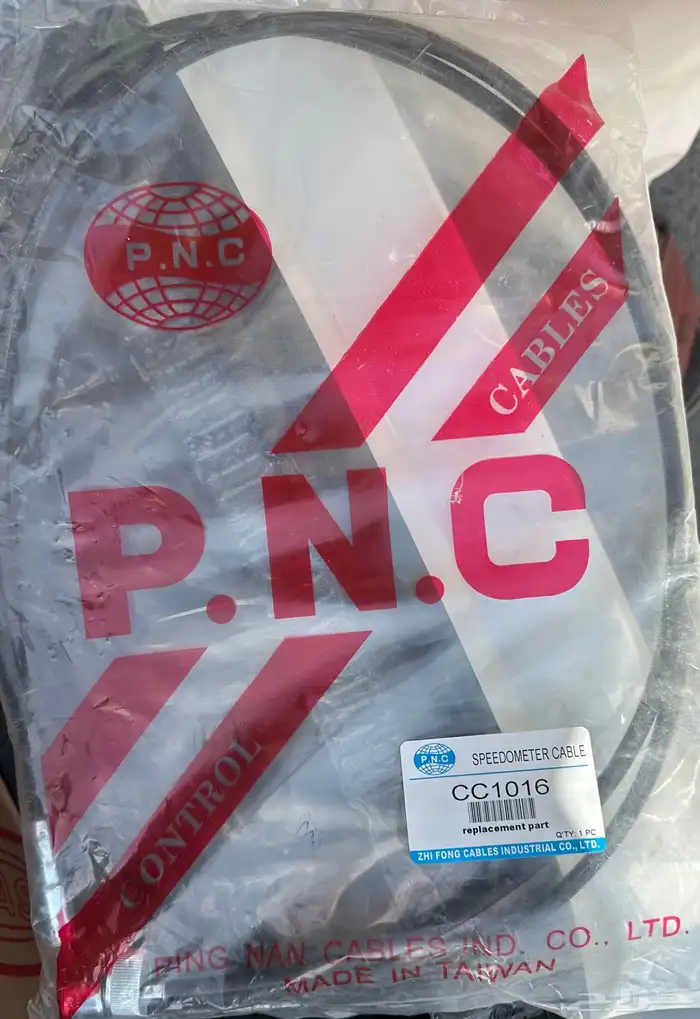 P.N.C
CABLES
P.N.C
CONTROL
P.N.C
SPEEDOMETER CABLE
CC1016
replacement part
Q'TY: 1 PC
ZHI FONG CABLES INDUSTRIAL CO., LTD.
PING NAN CABLES IND. CO., LTD.
MADE IN TAIWAN